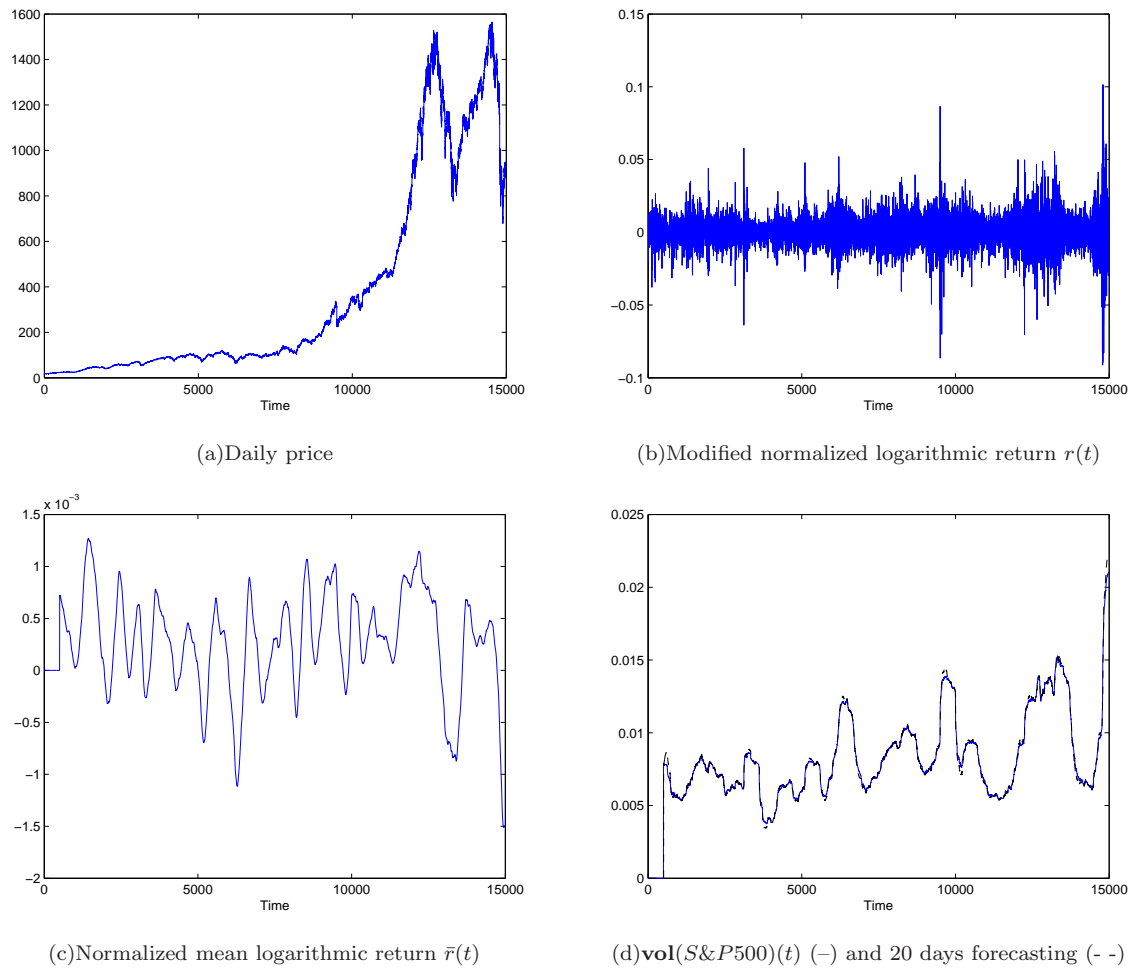 1600
1400
1200
1000
800
600
400
200
0
0 5000 10000 15000
Time
(a)Daily price
0.15
0.1
0.05
0
−0.05
−0.1
0 5000 10000 15000
Time
(b)Modified normalized logarithmic return r(t)
x 10⁻³
1.5
1
0.5
0
−0.5
−1
−1.5
−2
0 5000 10000 15000
Time
(c)Normalized mean logarithmic return r̄(t)
0.025
0.02
0.015
0.01
0.005
0
0 5000 10000 15000
Time
(d)vol(S&P500)(t) (–) and 20 days forecasting (- -)